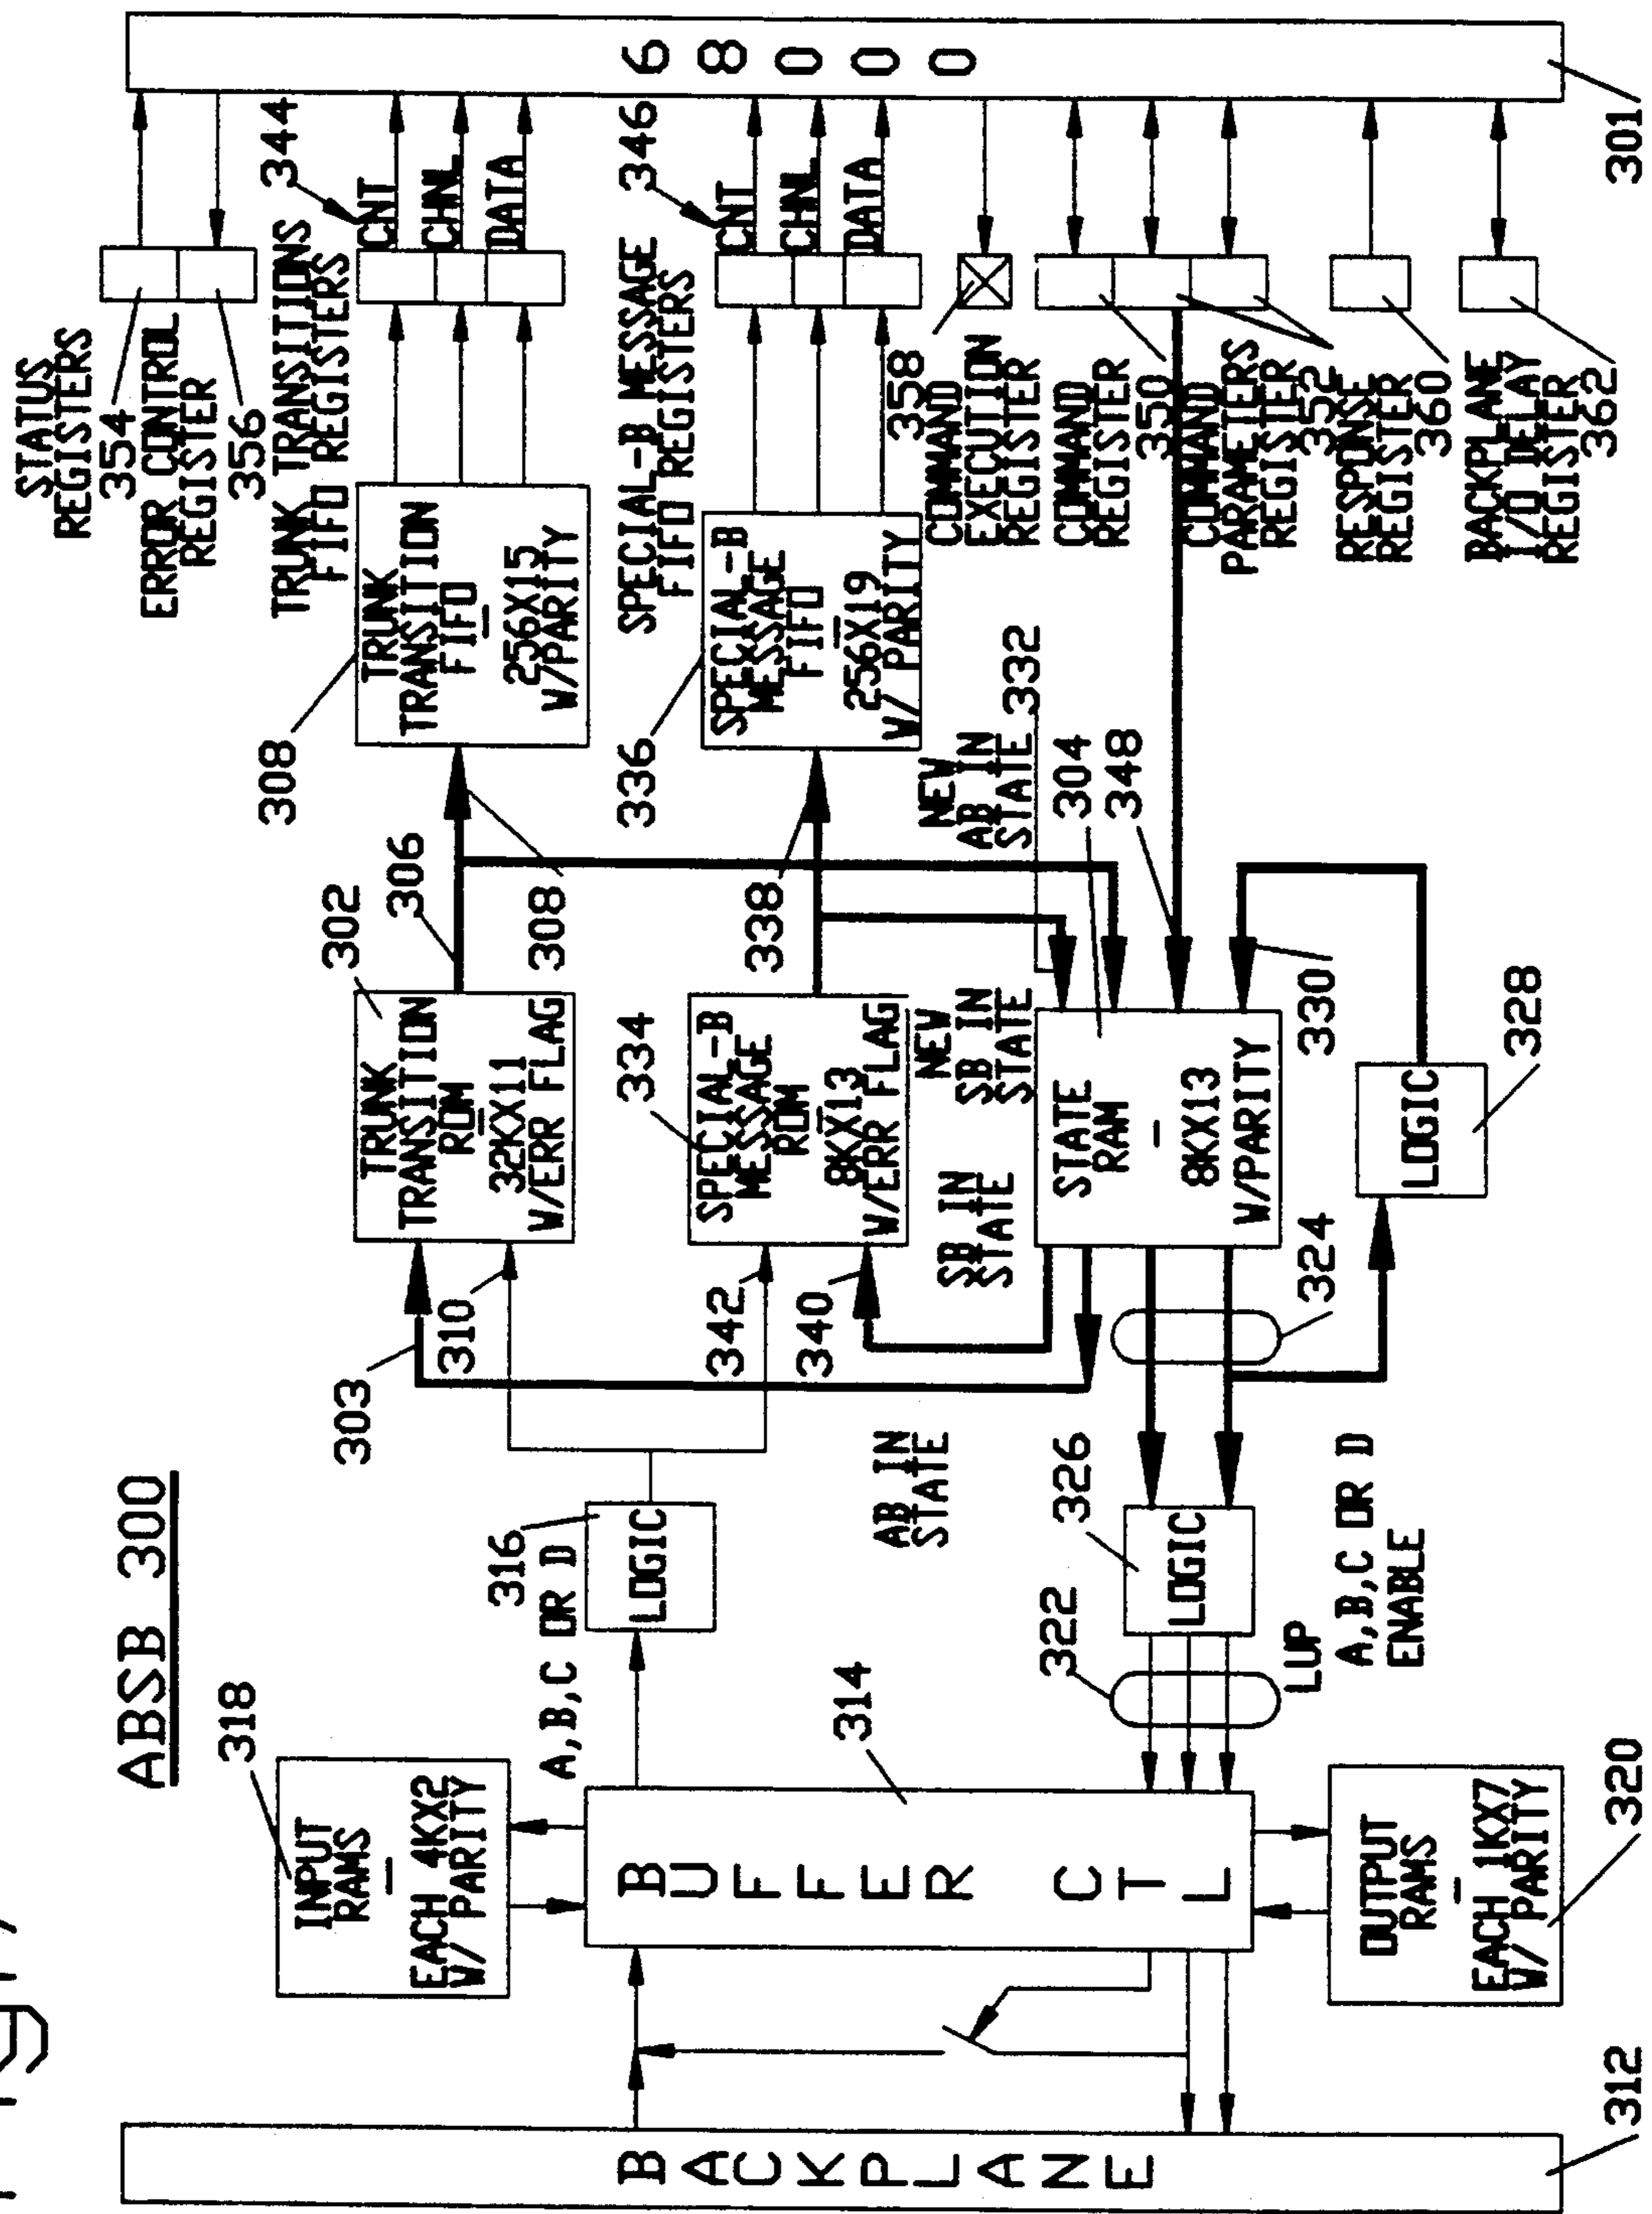 ABSB 300
STATUS
REGISTERS
354
ERROR CONTROL
REGISTER
356
TRUNK TRANSITIONS
FIFO REGISTERS
344
CNT
CHNL
DATA
318
INPUT
RAMS
-
EACH 4KX2
W/ PARITY
303
310
302
TRUNK
TRANSITION
ROM
-
32KX11
W/ERR FLAG
306
308
308
TRUNK
TRANSITION
FIFO
-
256X15
W/PARITY
SPECIAL-B MESSAGE
FIFO REGISTERS
346
CNT
CHNL
DATA
A,B,C OR D
316
LOGIC
342
340
334
SPECIAL-B
MESSAGE
ROM
-
8KX13
W/ERR FLAG
338
336
SPECIAL-B
MESSAGE
FIFO
-
256X19
W/ PARITY
BACKPLANE
BUFFER CTL
314
68000
AB IN
STATE
SB IN
STATE
NEW
SB IN
STATE
NEW
AB IN
STATE
332
358
COMMAND
EXECUTION
REGISTER
322
326
LOGIC
STATE
RAM
-
8KX13
W/PARITY
304
348
COMMAND
REGISTER
350
COMMAND
PARAMETERS
REGISTER
352
LUP
A,B,C OR D
ENABLE
324
330
RESPONSE
REGISTER
360
OUTPUT
RAMS
-
EACH 1KX7
W/ PARITY
LOGIC
328
BACKPLANE
I/O DELAY
REGISTER
362
312
320
301